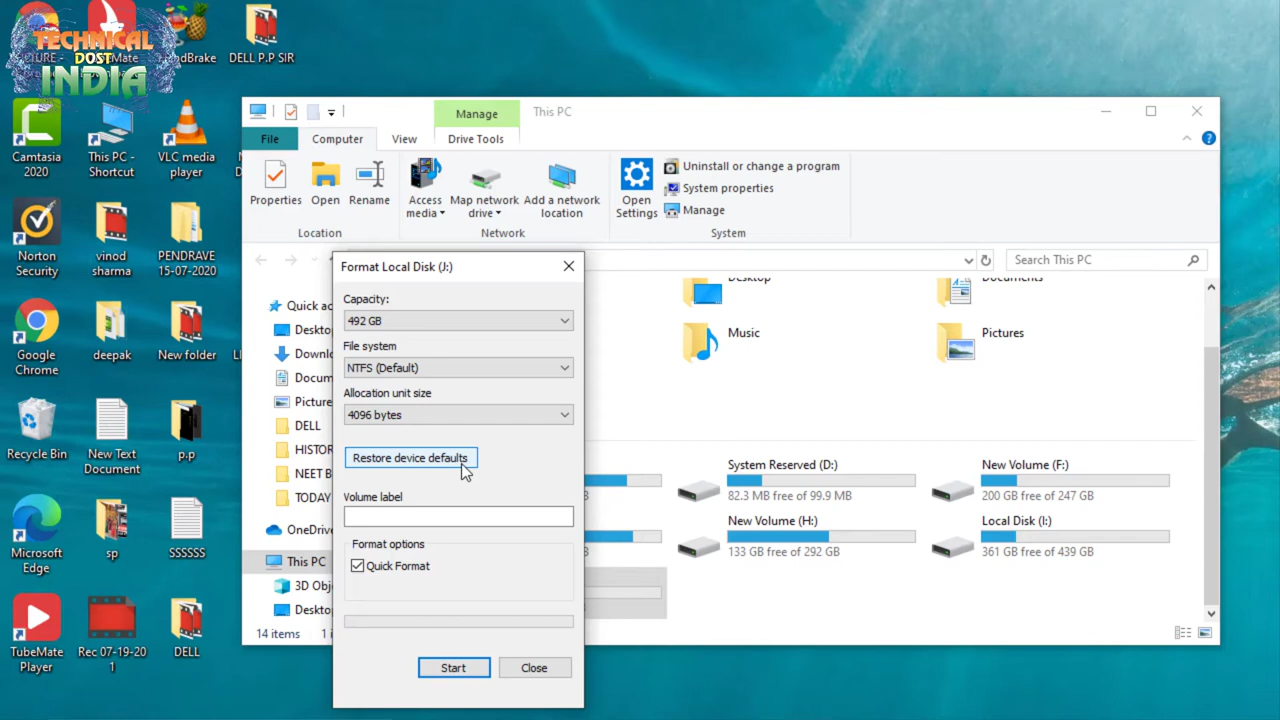 TECHNICAL
DOST
INDIA
DELL P.P SIR
Camtasia
2020
This PC -
Shortcut
VLC media
player
Norton
Security
vinod
sharma
PENDRAVE
15-07-2020
Google
Chrome
deepak
New folder
Recycle Bin
New Text
Document
p.p
Microsoft
Edge
sp
SSSSSS
TubeMate
Player
Rec 07-19-20
1
DELL
Manage
This PC
File
Computer
View
Drive Tools
Properties
Open
Rename
Access
media
Map network
drive
Add a network
location
Open
Settings
Uninstall or change a program
System properties
Manage
Location
Network
System
Search This PC
Format Local Disk (J:)
Capacity:
492 GB
File system
NTFS (Default)
Allocation unit size
4096 bytes
Restore device defaults
Volume label
Format options
Quick Format
Start
Close
Quick ac
Deskto
Downl
Docum
Picture
DELL
HISTOR
NEET B
TODAY
OneDriv
This PC
3D Obj
Deskto
14 items
Desktop
Documents
Music
Pictures
System Reserved (D:)
82.3 MB free of 99.9 MB
New Volume (F:)
200 GB free of 247 GB
New Volume (H:)
133 GB free of 292 GB
Local Disk (I:)
361 GB free of 439 GB